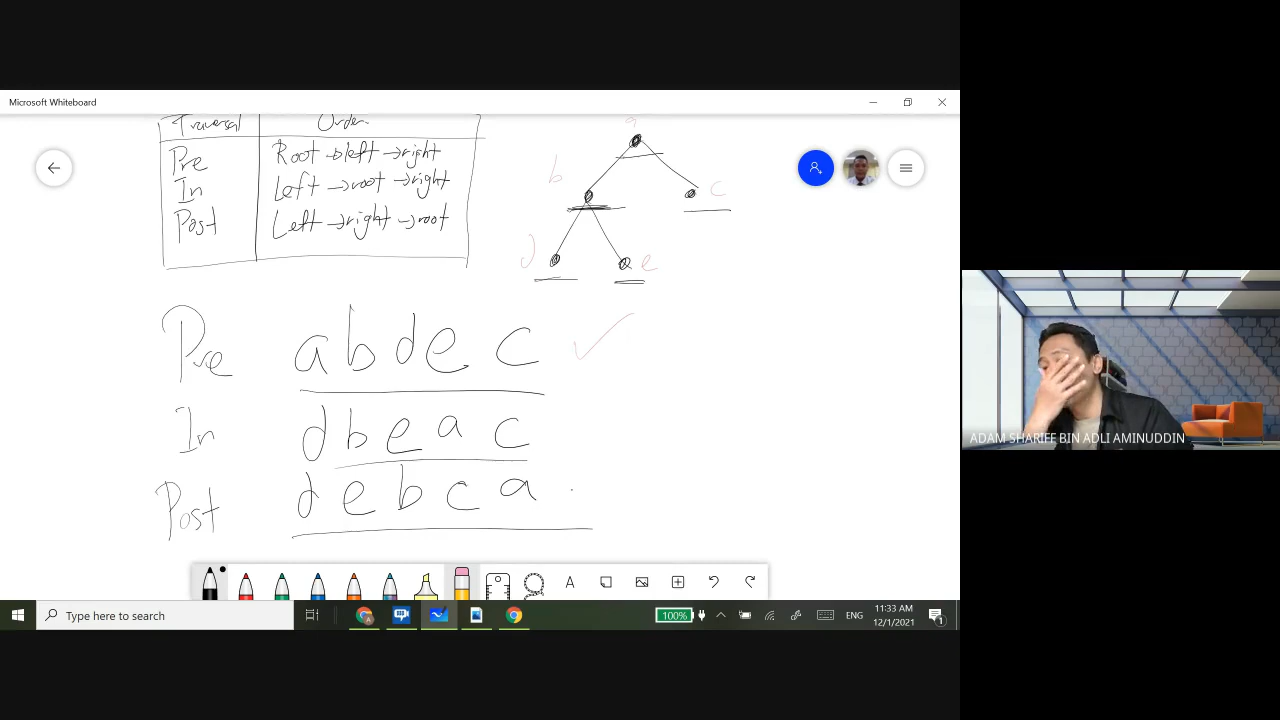 Microsoft Whiteboard
Traversal Order
Pre Root → left → right
In Left → root → right
Post Left → right → root
a
b
c
d
e
Pre a b d e c ✓
In d b e a c
Post d e b c a
ADAM SHARIFF BIN ADLI AMINUDDIN
A
Type here to search
100%
ENG
11:33 AM
12/1/2021
1